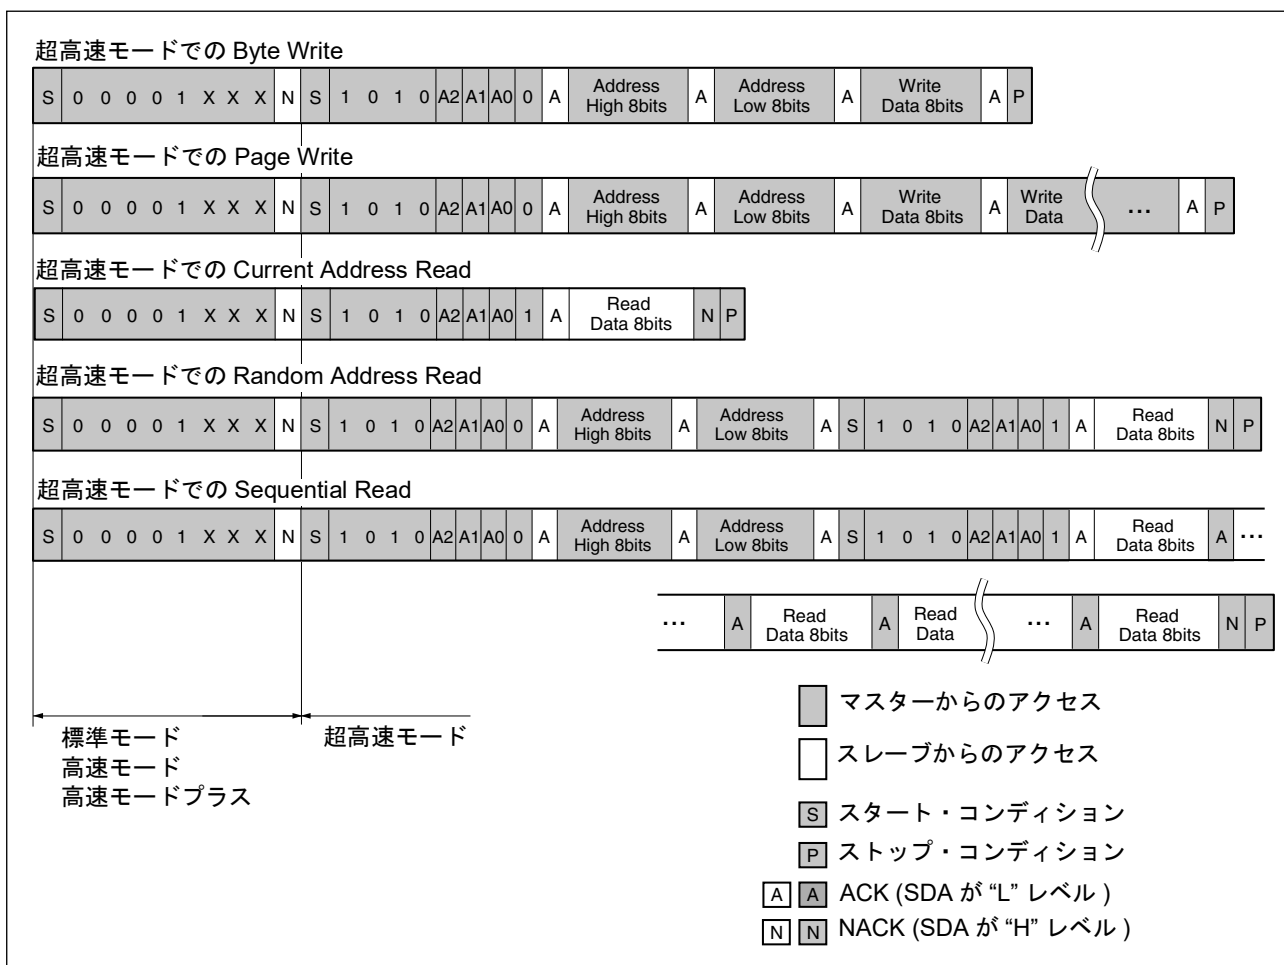 超高速モードでの Byte Write
S 0 0 0 0 1 X X X N S 1 0 1 0 A2 A1 A0 0 A Address High 8bits A Address Low 8bits A Write Data 8bits A P
超高速モードでの Page Write
S 0 0 0 0 1 X X X N S 1 0 1 0 A2 A1 A0 0 A Address High 8bits A Address Low 8bits A Write Data 8bits A Write Data ... A P
超高速モードでの Current Address Read
S 0 0 0 0 1 X X X N S 1 0 1 0 A2 A1 A0 1 A Read Data 8bits N P
超高速モードでの Random Address Read
S 0 0 0 0 1 X X X N S 1 0 1 0 A2 A1 A0 0 A Address High 8bits A Address Low 8bits A S 1 0 1 0 A2 A1 A0 1 A Read Data 8bits N P
超高速モードでの Sequential Read
S 0 0 0 0 1 X X X N S 1 0 1 0 A2 A1 A0 0 A Address High 8bits A Address Low 8bits A S 1 0 1 0 A2 A1 A0 1 A Read Data 8bits A ...
... A Read Data 8bits A Read Data ... A Read Data 8bits N P
標準モード
高速モード
高速モードプラス
超高速モード
マスターからのアクセス
スレーブからのアクセス
S スタート・コンディション
P ストップ・コンディション
A A ACK (SDA が “L” レベル )
N N NACK (SDA が “H” レベル )